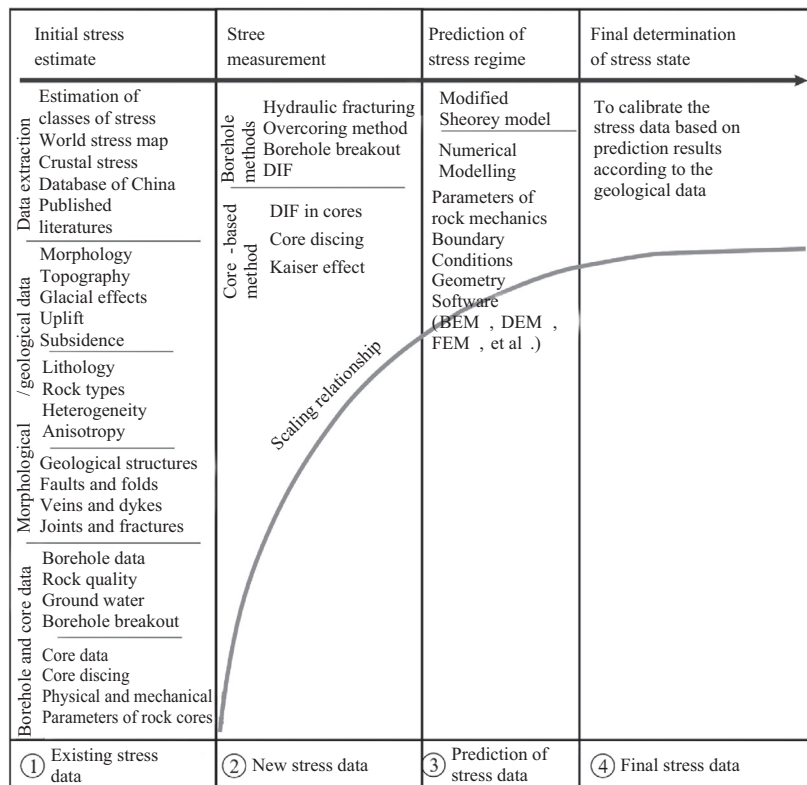 Initial stress
estimate
Stree
measurement
Prediction of
stress regime
Final determination
of stress state
Data extraction
Estimation of
classes of stress
World stress map
Crustal stress
Database of China
Published
literatures
Morphological
/geological data
Morphology
Topography
Glacial effects
Uplift
Subsidence
Lithology
Rock types
Heterogeneity
Anisotropy
Geological structures
Faults and folds
Veins and dykes
Joints and fractures
Borehole and core data
Borehole data
Rock quality
Ground water
Borehole breakout
Core data
Core discing
Physical and mechanical
Parameters of rock cores
Borehole
methods
Hydraulic fracturing
Overcoring method
Borehole breakout
DIF
Core -based
method
DIF in cores
Core discing
Kaiser effect
Scaling relationship
Modified
Sheorey model
Numerical
Modelling
Parameters of
rock mechanics
Boundary
Conditions
Geometry
Software
(BEM , DEM ,
FEM , et al .)
To calibrate the
stress data based on
prediction results
according to the
geological data
① Existing stress
data
② New stress data
③ Prediction of
stress data
④ Final stress data